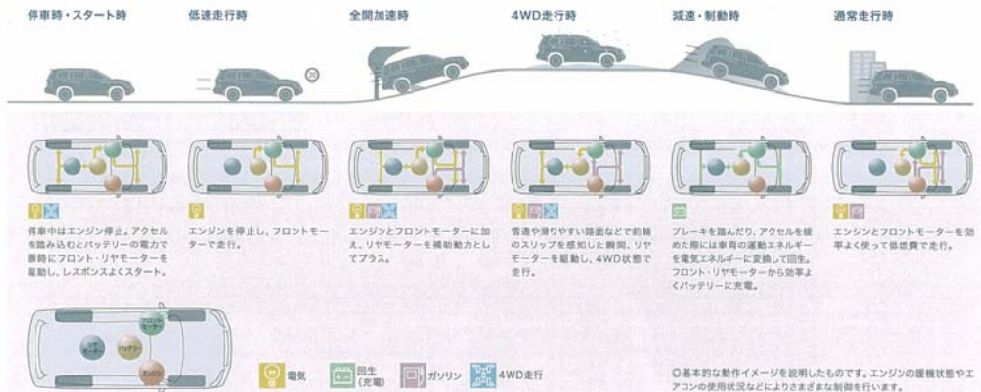 停車時・スタート時
低速走行時
全開加速時
4WD走行時
減速・制動時
通常走行時
20
停車中はエンジン停止。アクセル
を踏み込むとバッテリーの電力で
瞬時にフロント・リヤモーターを
駆動し、レスポンスよくスタート。
エンジンを停止し、フロントモー
ターで走行。
エンジンとフロントモーターに加
え、リヤモーターを補助動力とし
てプラス。
雪道や滑りやすい路面などで前輪
のスリップを感知した瞬間、リヤ
モーターを駆動し、4WD状態で
走行。
ブレーキを踏んだり、アクセルを緩
めた際には車両の運動エネルギー
を電気エネルギーに変換して回生。
フロント・リヤモーターから効率よ
くバッテリーに充電。
エンジンとフロントモーターを効
率よく使って低燃費で走行。
フロント
モーター
リヤ
モーター
バッテリー
エンジン
電気
回生
(充電)
ガソリン
4WD走行
○基本的な動作イメージを説明したものです。エンジンの暖機状態やエ
アコンの使用状況などによりさまざまな制御を行います。